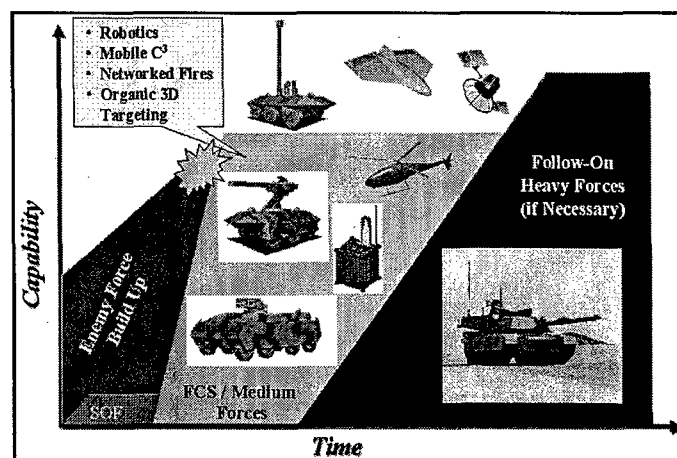 • Robotics
• Mobile C³
• Networked Fires
• Organic 3D
Targeting
Capability
Enemy Force
Build Up
SOF
FCS / Medium
Forces
Follow-On
Heavy Forces
(if Necessary)
Time